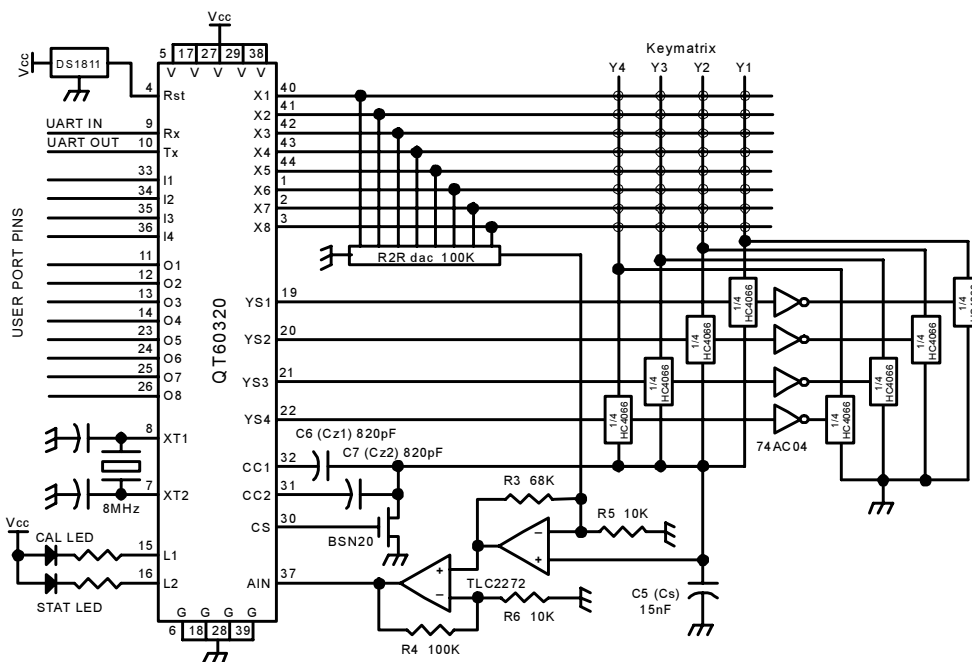 Vcc
5 17 27 29 38
V V V V V
Vcc
DS1811
4 Rst
UART IN 9 Rx
UART OUT 10 Tx
33 I1
34 I2
35 I3
36 I4
USER PORT PINS
11 O1
12 O2
13 O3
14 O4
23 O5
24 O6
25 O7
26 O8
8 XT1
7 XT2
8MHz
Vcc
CAL LED 15 L1
16 L2
STAT LED
G G G G
6 18 28 39
QT60320
X1 40
X2 41
X3 42
X4 43
X5 44
X6 1
X7 2
X8 3
Keymatrix
Y4 Y3 Y2 Y1
R2R dac 100K
YS1 19
YS2 20
YS3 21
YS4 22
1/4 HC4066
1/4 HC4066
1/4 HC4066
1/4 HC4066
74AC04
1/4 HC4066
1/4 HC4066
1/4 HC4066
1/4
C6 (Cz1) 820pF
CC1 32
C7 (Cz2) 820pF
CC2 31
CS 30
BSN20
AIN 37
R3 68K
R5 10K
TLC2272
R6 10K
R4 100K
C5 (Cs)
15nF
- +
+ -